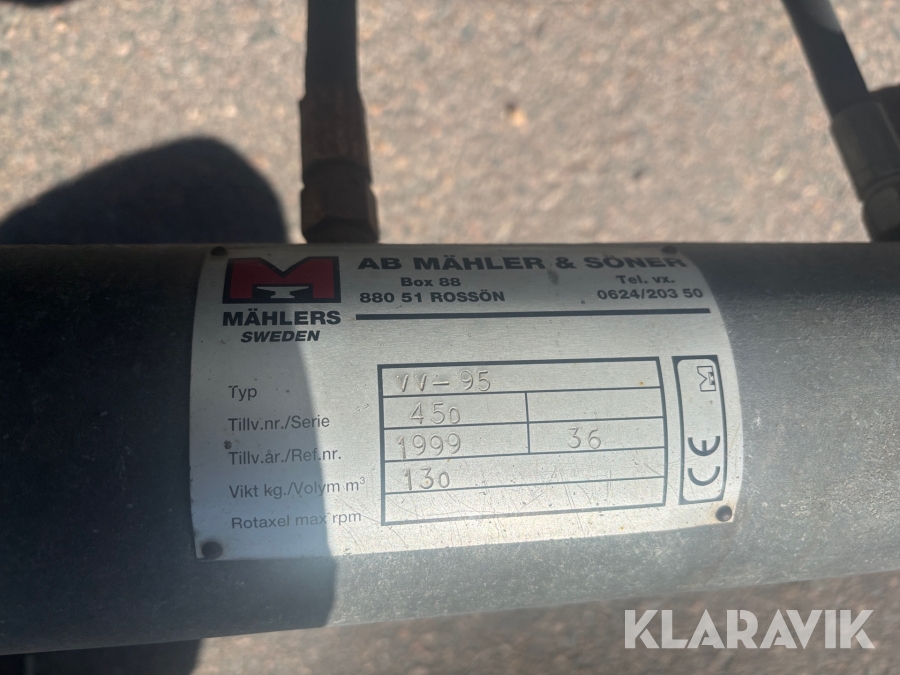 M
AB MÄHLER & SÖNER
Box 88
Tel. vx.
880 51 ROSSÖN
0624/203 50
MÄHLERS
SWEDEN
Typ VV-95
Tillv.nr./Serie 450
Tillv.år./Ref.nr. 1999 36
Vikt kg./Volym m³ 130
Rotaxel max rpm
M
CE
KLARAVIK